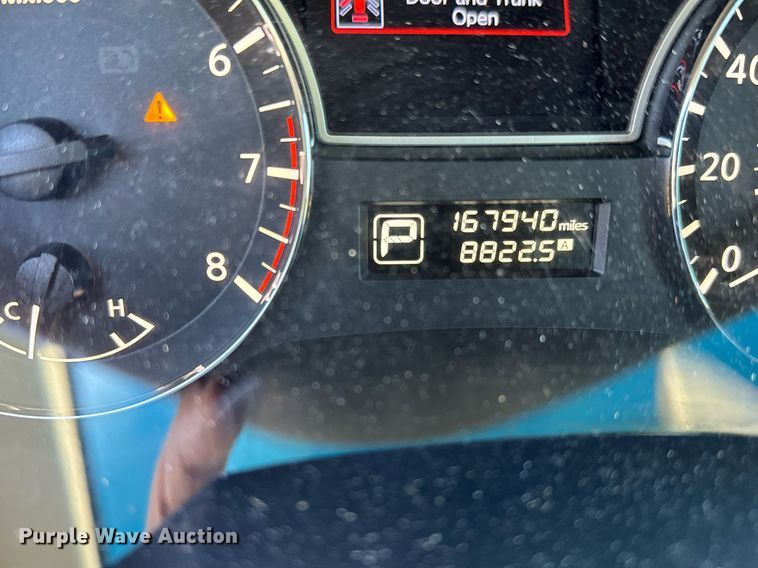 Door and Trunk
Open
6
7
8
C H
P
167940 miles
8822.5 A
40
20
0
Purple Wave Auction